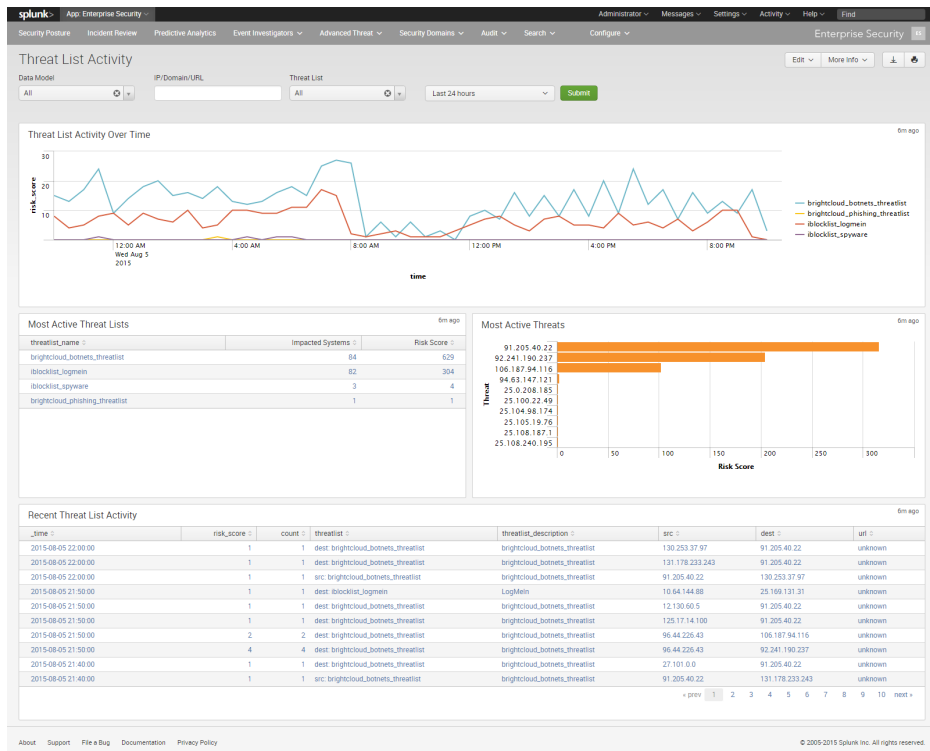 splunk> App: Enterprise Security Administrator Messages Settings Activity Help Find
Security Posture Incident Review Predictive Analytics Event Investigators Advanced Threat Security Domains Audit Search Configure Enterprise Security ES
Threat List Activity Edit More Info
Data Model IP/Domain/URL Threat List
All All Last 24 hours Submit
Threat List Activity Over Time 6m ago
30
20
10
risk_score
brightcloud_botnets_threatlist
brightcloud_phishing_threatlist
iblocklist_logmein
iblocklist_spyware
12:00 AM 4:00 AM 8:00 AM 12:00 PM 4:00 PM 8:00 PM
Wed Aug 5
2015
time
Most Active Threat Lists 6m ago
threatlist_name Impacted Systems Risk Score
brightcloud_botnets_threatlist 84 629
iblocklist_logmein 82 304
iblocklist_spyware 3 4
brightcloud_phishing_threatlist 1 1
Most Active Threats 6m ago
Threat
91.205.40.22
92.241.190.237
106.187.94.116
94.63.147.121
25.0.208.185
25.100.22.49
25.104.98.174
25.105.19.76
25.108.187.1
25.108.240.195
0 50 100 150 200 250 300
Risk Score
Recent Threat List Activity 6m ago
_time risk_score count threatlist threatlist_description src dest url
2015-08-05 22:00:00 1 1 dest: brightcloud_botnets_threatlist brightcloud_botnets_threatlist 130.253.37.97 91.205.40.22 unknown
2015-08-05 22:00:00 1 1 dest: brightcloud_botnets_threatlist brightcloud_botnets_threatlist 131.178.233.243 91.205.40.22 unknown
2015-08-05 22:00:00 1 1 src: brightcloud_botnets_threatlist brightcloud_botnets_threatlist 91.205.40.22 130.253.37.97 unknown
2015-08-05 21:50:00 1 1 dest: iblocklist_logmein LogMeIn 10.64.144.88 25.169.131.31 unknown
2015-08-05 21:50:00 1 1 dest: brightcloud_botnets_threatlist brightcloud_botnets_threatlist 12.130.60.5 91.205.40.22 unknown
2015-08-05 21:50:00 1 1 dest: brightcloud_botnets_threatlist brightcloud_botnets_threatlist 125.17.14.100 91.205.40.22 unknown
2015-08-05 21:50:00 2 2 dest: brightcloud_botnets_threatlist brightcloud_botnets_threatlist 96.44.226.43 106.187.94.116 unknown
2015-08-05 21:50:00 4 4 dest: brightcloud_botnets_threatlist brightcloud_botnets_threatlist 96.44.226.43 92.241.190.237 unknown
2015-08-05 21:40:00 1 1 dest: brightcloud_botnets_threatlist brightcloud_botnets_threatlist 27.101.0.0 91.205.40.22 unknown
2015-08-05 21:40:00 1 1 src: brightcloud_botnets_threatlist brightcloud_botnets_threatlist 91.205.40.22 131.178.233.243 unknown
« prev 1 2 3 4 5 6 7 8 9 10 next »
About Support File a Bug Documentation Privacy Policy © 2005-2015 Splunk Inc. All rights reserved.